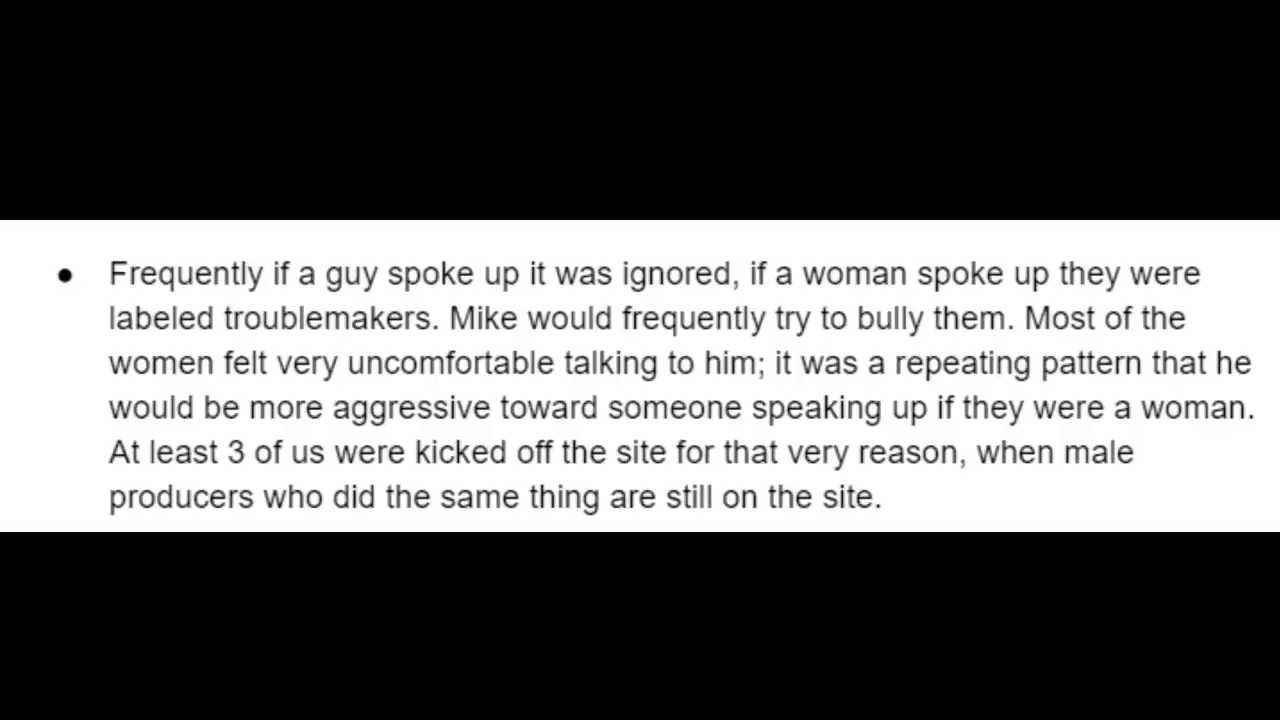 ● Frequently if a guy spoke up it was ignored, if a woman spoke up they were
labeled troublemakers. Mike would frequently try to bully them. Most of the
women felt very uncomfortable talking to him; it was a repeating pattern that he
would be more aggressive toward someone speaking up if they were a woman.
At least 3 of us were kicked off the site for that very reason, when male
producers who did the same thing are still on the site.